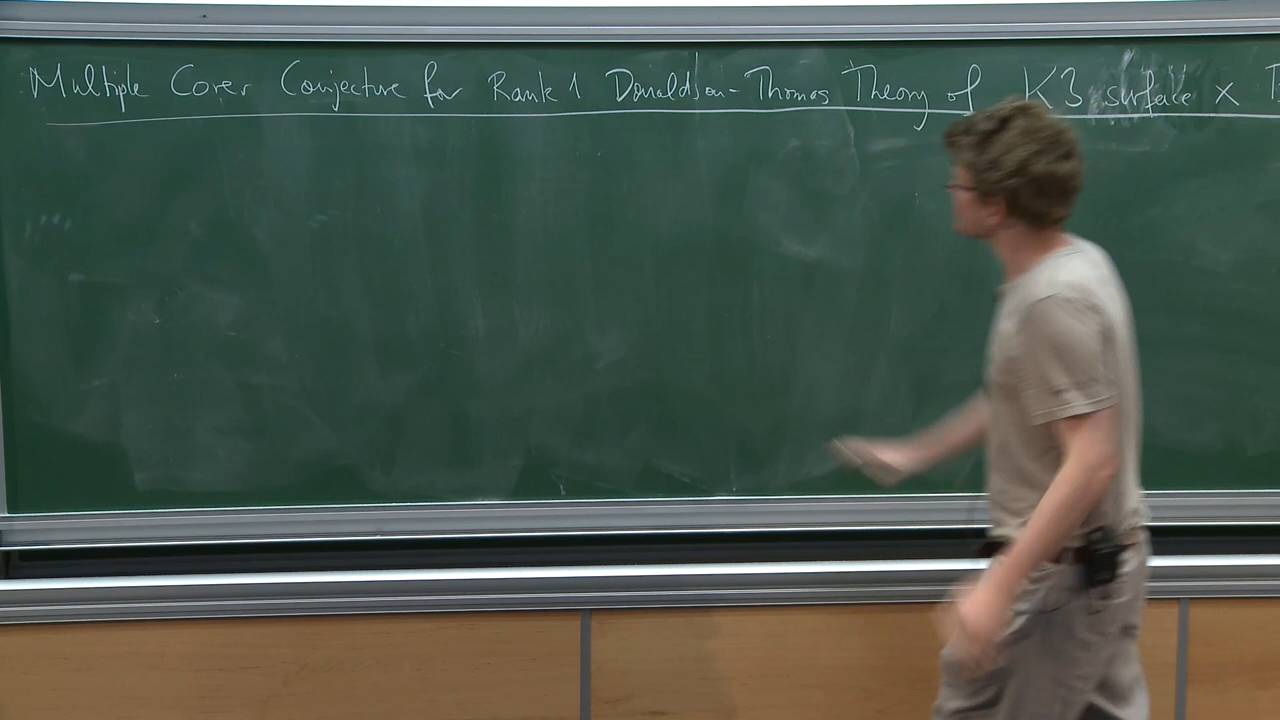 Multiple Cover Conjecture for Rank 1 Donaldson-Thomas Theory of K3 surface ×